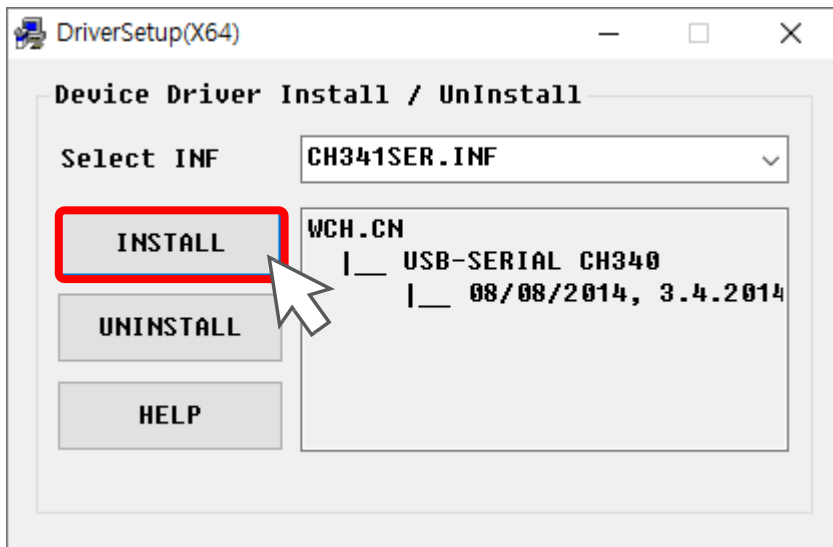 DriverSetup(X64)
Device Driver Install / UnInstall
Select INF
CH341SER.INF
INSTALL
WCH.CN
|__ USB-SERIAL CH340
|__ 08/08/2014, 3.4.2014
UNINSTALL
HELP